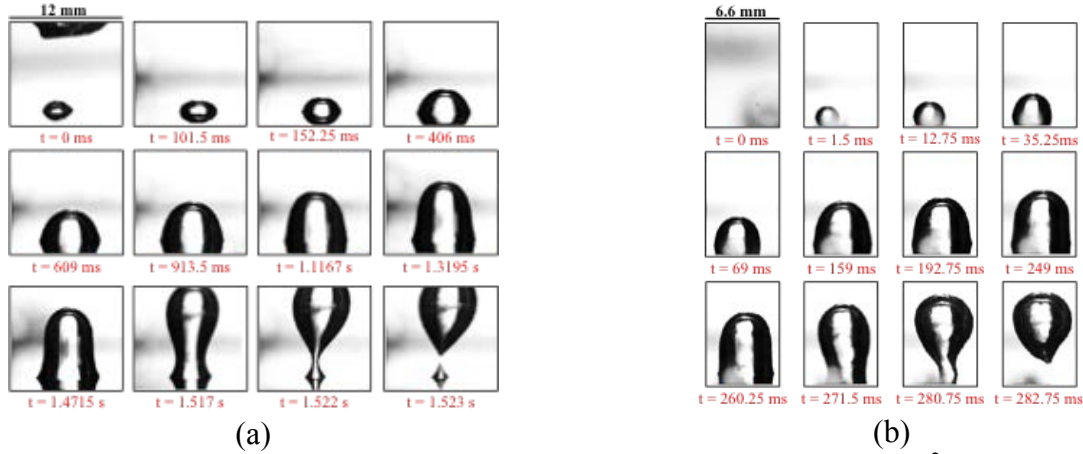 12 mm
t = 0 ms
t = 101.5 ms
t = 152.25 ms
t = 406 ms
t = 609 ms
t = 913.5 ms
t = 1.1167 s
t = 1.3195 s
t = 1.4715 s
t = 1.517 s
t = 1.522 s
t = 1.523 s
(a)
6.6 mm
t = 0 ms
t = 1.5 ms
t = 12.75 ms
t = 35.25ms
t = 69 ms
t = 159 ms
t = 192.75 ms
t = 249 ms
t = 260.25 ms
t = 271.5 ms
t = 280.75 ms
t = 282.75 ms
(b)